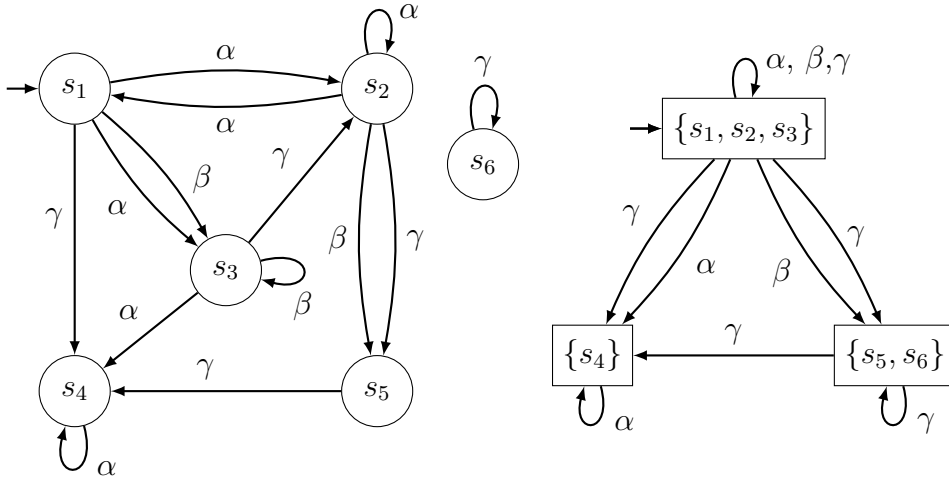 α
α
s₁
s₂
α
γ
s₆
α, β,γ
{s₁, s₂, s₃}
γ
α
β
γ
s₃
β
β
γ
γ
α
β
γ
α
s₄
γ
s₅
α
{s₄}
γ
{s₅, s₆}
α
γ